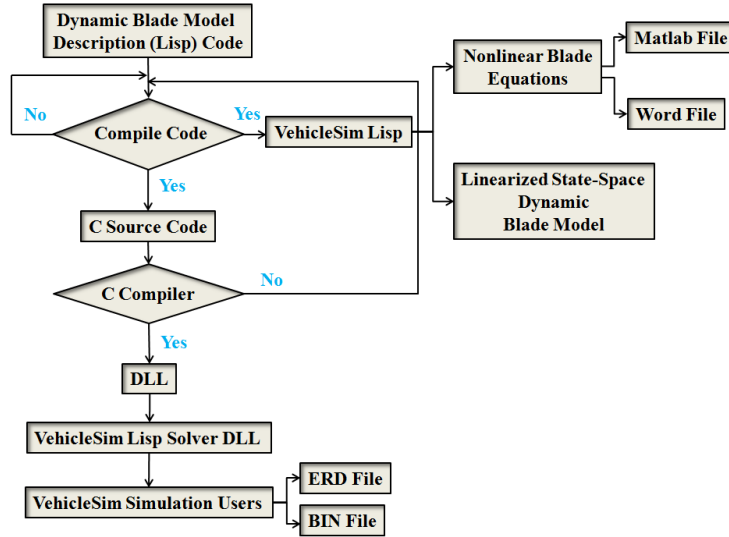 Dynamic Blade Model
Description (Lisp) Code
No
Compile Code
Yes
VehicleSim Lisp
Nonlinear Blade
Equations
Matlab File
Word File
Linearized State-Space
Dynamic
Blade Model
Yes
C Source Code
C Compiler
No
Yes
DLL
VehicleSim Lisp Solver DLL
VehicleSim Simulation Users
ERD File
BIN File